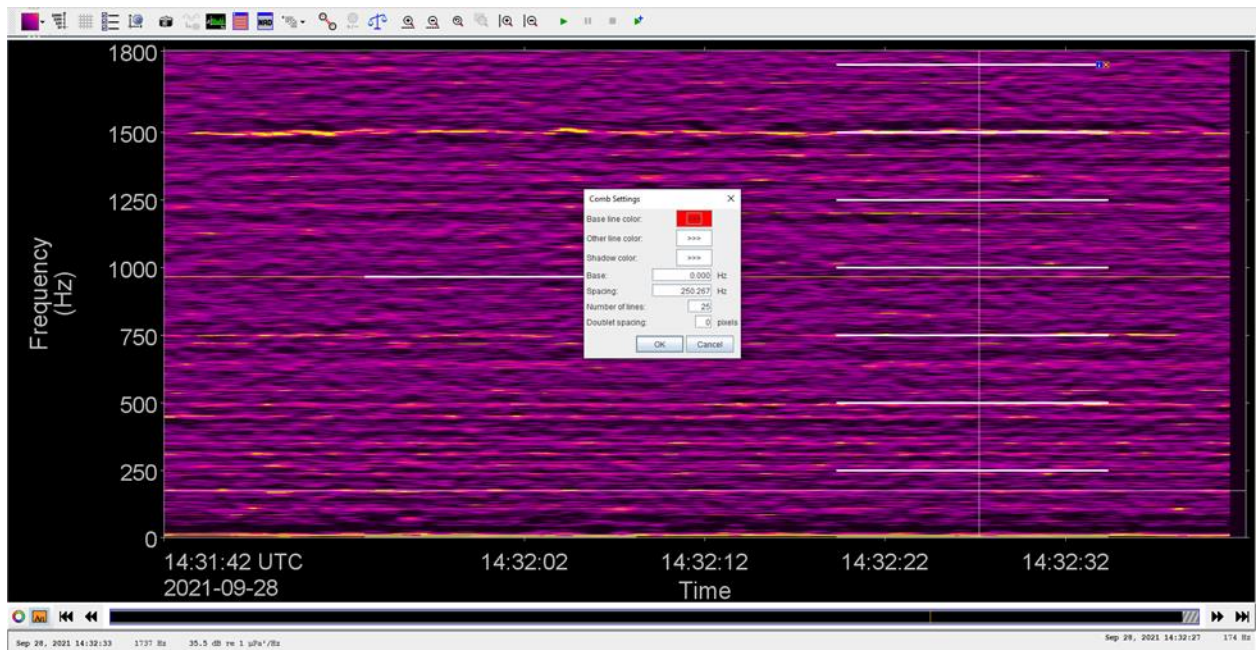 NRD
1800
1500
1250
1000
750
500
250
0
Frequency
(Hz)
14:31:42 UTC 14:32:02 14:32:12 14:32:22 14:32:32
2021-09-28
Time
Comb Settings
Base line color: >>>
Other line color: >>>
Shadow color: >>>
Base: 0.000 Hz
Spacing: 250.267 Hz
Number of lines: 25
Doublet spacing: 0 pixels
OK Cancel
Sep 28, 2021 14:32:33 1737 Hz 35.5 dB re 1 µPa²/Hz Sep 28, 2021 14:32:27 174 Hz